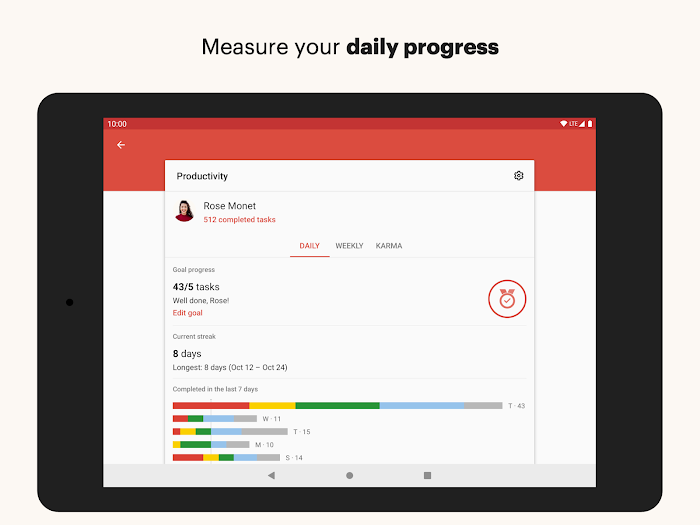 Measure your daily progress
10:00
LTE
Productivity
Rose Monet
512 completed tasks
DAILY WEEKLY KARMA
Goal progress
43/5 tasks
Well done, Rose!
Edit goal
Current streak
8 days
Longest: 8 days (Oct 12 – Oct 24)
Completed in the last 7 days
T · 43
W · 11
T · 15
M · 10
S · 14